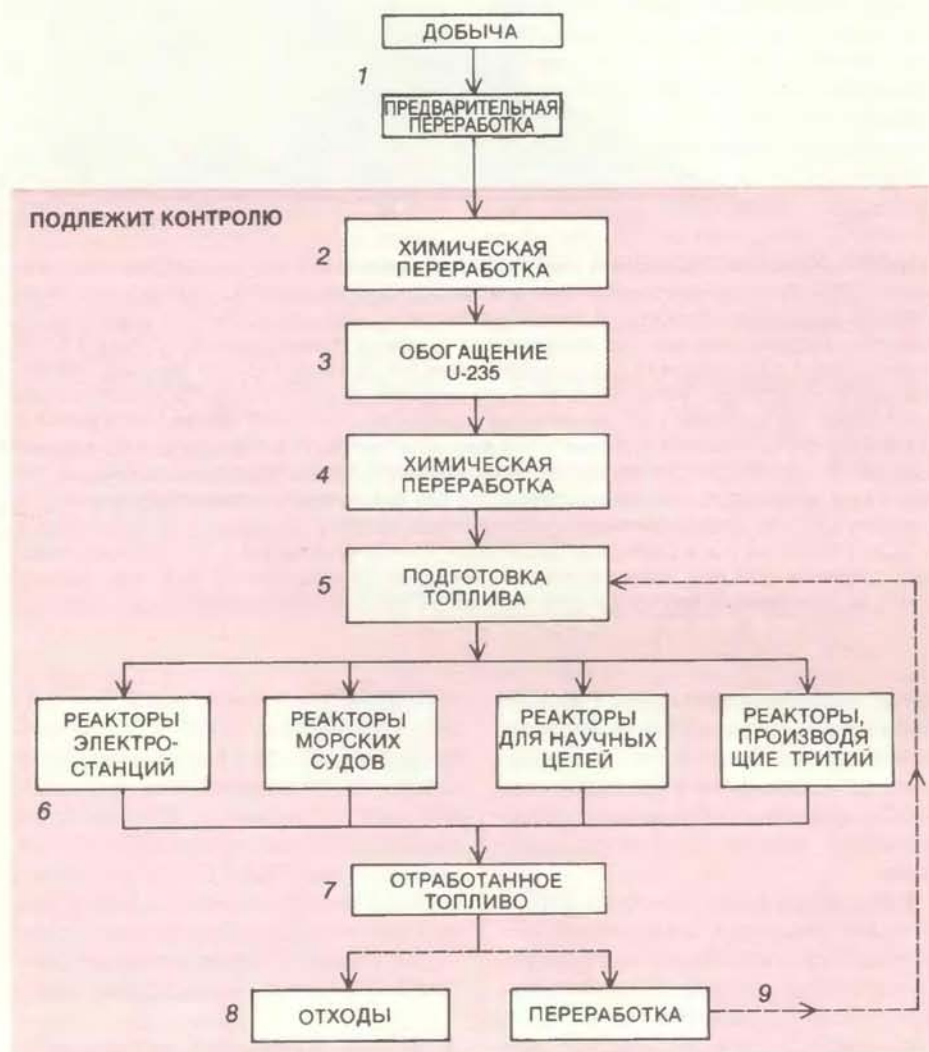 ДОБЫЧА
1
ПРЕДВАРИТЕЛЬНАЯ
ПЕРЕРАБОТКА
ПОДЛЕЖИТ КОНТРОЛЮ
2
ХИМИЧЕСКАЯ
ПЕРЕРАБОТКА
3
ОБОГАЩЕНИЕ
U-235
4
ХИМИЧЕСКАЯ
ПЕРЕРАБОТКА
5
ПОДГОТОВКА
ТОПЛИВА
РЕАКТОРЫ
ЭЛЕКТРО-
СТАНЦИЙ
РЕАКТОРЫ
МОРСКИХ
СУДОВ
РЕАКТОРЫ
ДЛЯ НАУЧНЫХ
ЦЕЛЕЙ
РЕАКТОРЫ,
ПРОИЗВОДЯ
ЩИЕ ТРИТИЙ
6
7
ОТРАБОТАННОЕ
ТОПЛИВО
8
ОТХОДЫ
ПЕРЕРАБОТКА
9